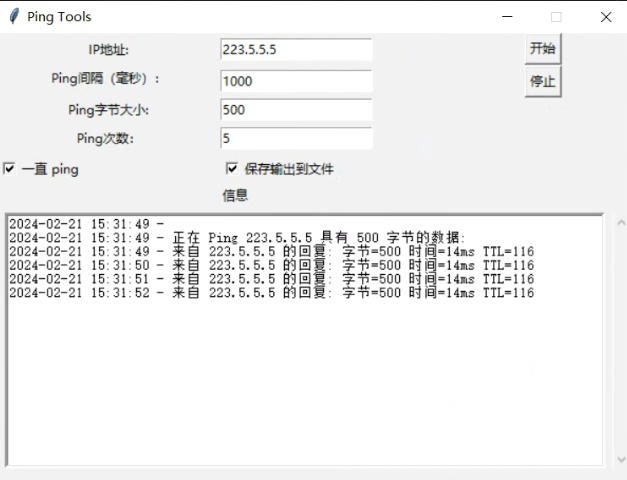 Ping Tools
IP地址: 223.5.5.5 开始
Ping间隔（毫秒）: 1000 停止
Ping字节大小: 500
Ping次数: 5
一直 ping 保存输出到文件
信息
2024-02-21 15:31:49 -
2024-02-21 15:31:49 - 正在 Ping 223.5.5.5 具有 500 字节的数据:
2024-02-21 15:31:49 - 来自 223.5.5.5 的回复: 字节=500 时间=14ms TTL=116
2024-02-21 15:31:50 - 来自 223.5.5.5 的回复: 字节=500 时间=14ms TTL=116
2024-02-21 15:31:51 - 来自 223.5.5.5 的回复: 字节=500 时间=14ms TTL=116
2024-02-21 15:31:52 - 来自 223.5.5.5 的回复: 字节=500 时间=14ms TTL=116